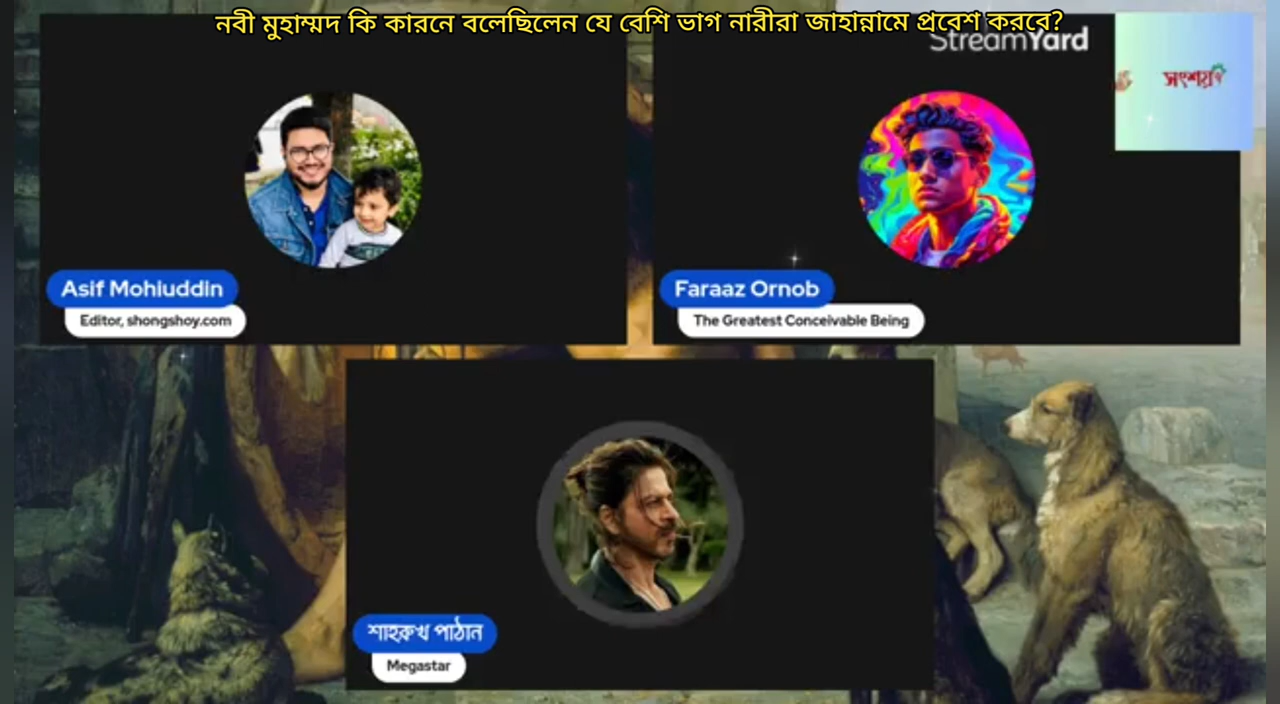 নবী মুহাম্মদ কি কারনে বলেছিলেন যে বেশি ভাগ নারীরা জাহান্নামে প্রবেশ করবে?
StreamYard
সংশয়
Asif Mohiuddin
Editor, shongshoy.com
Faraaz Ornob
The Greatest Conceivable Being
শাহরুখ পাঠান
Megastar